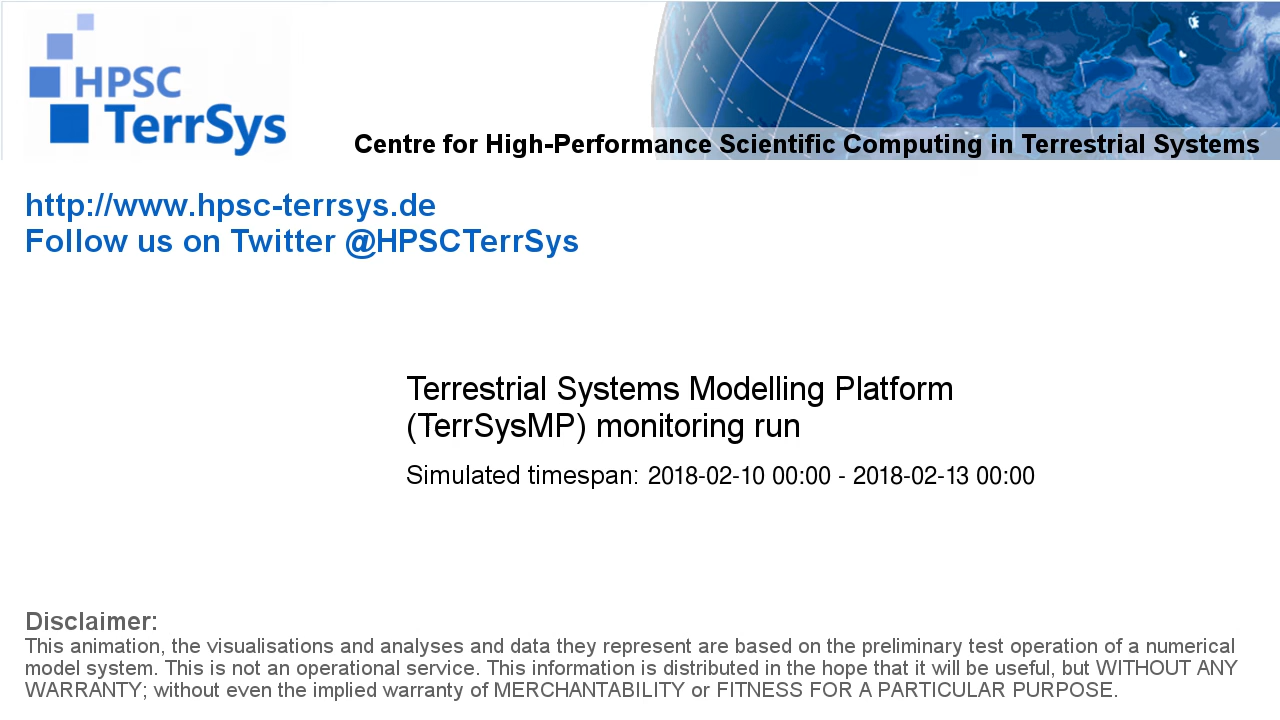 HPSC
TerrSys
Centre for High-Performance Scientific Computing in Terrestrial Systems
http://www.hpsc-terrsys.de
Follow us on Twitter @HPSCTerrSys
Terrestrial Systems Modelling Platform
(TerrSysMP) monitoring run
Simulated timespan: 2018-02-10 00:00 - 2018-02-13 00:00
Disclaimer:
This animation, the visualisations and analyses and data they represent are based on the preliminary test operation of a numerical
model system. This is not an operational service. This information is distributed in the hope that it will be useful, but WITHOUT ANY
WARRANTY; without even the implied warranty of MERCHANTABILITY or FITNESS FOR A PARTICULAR PURPOSE.